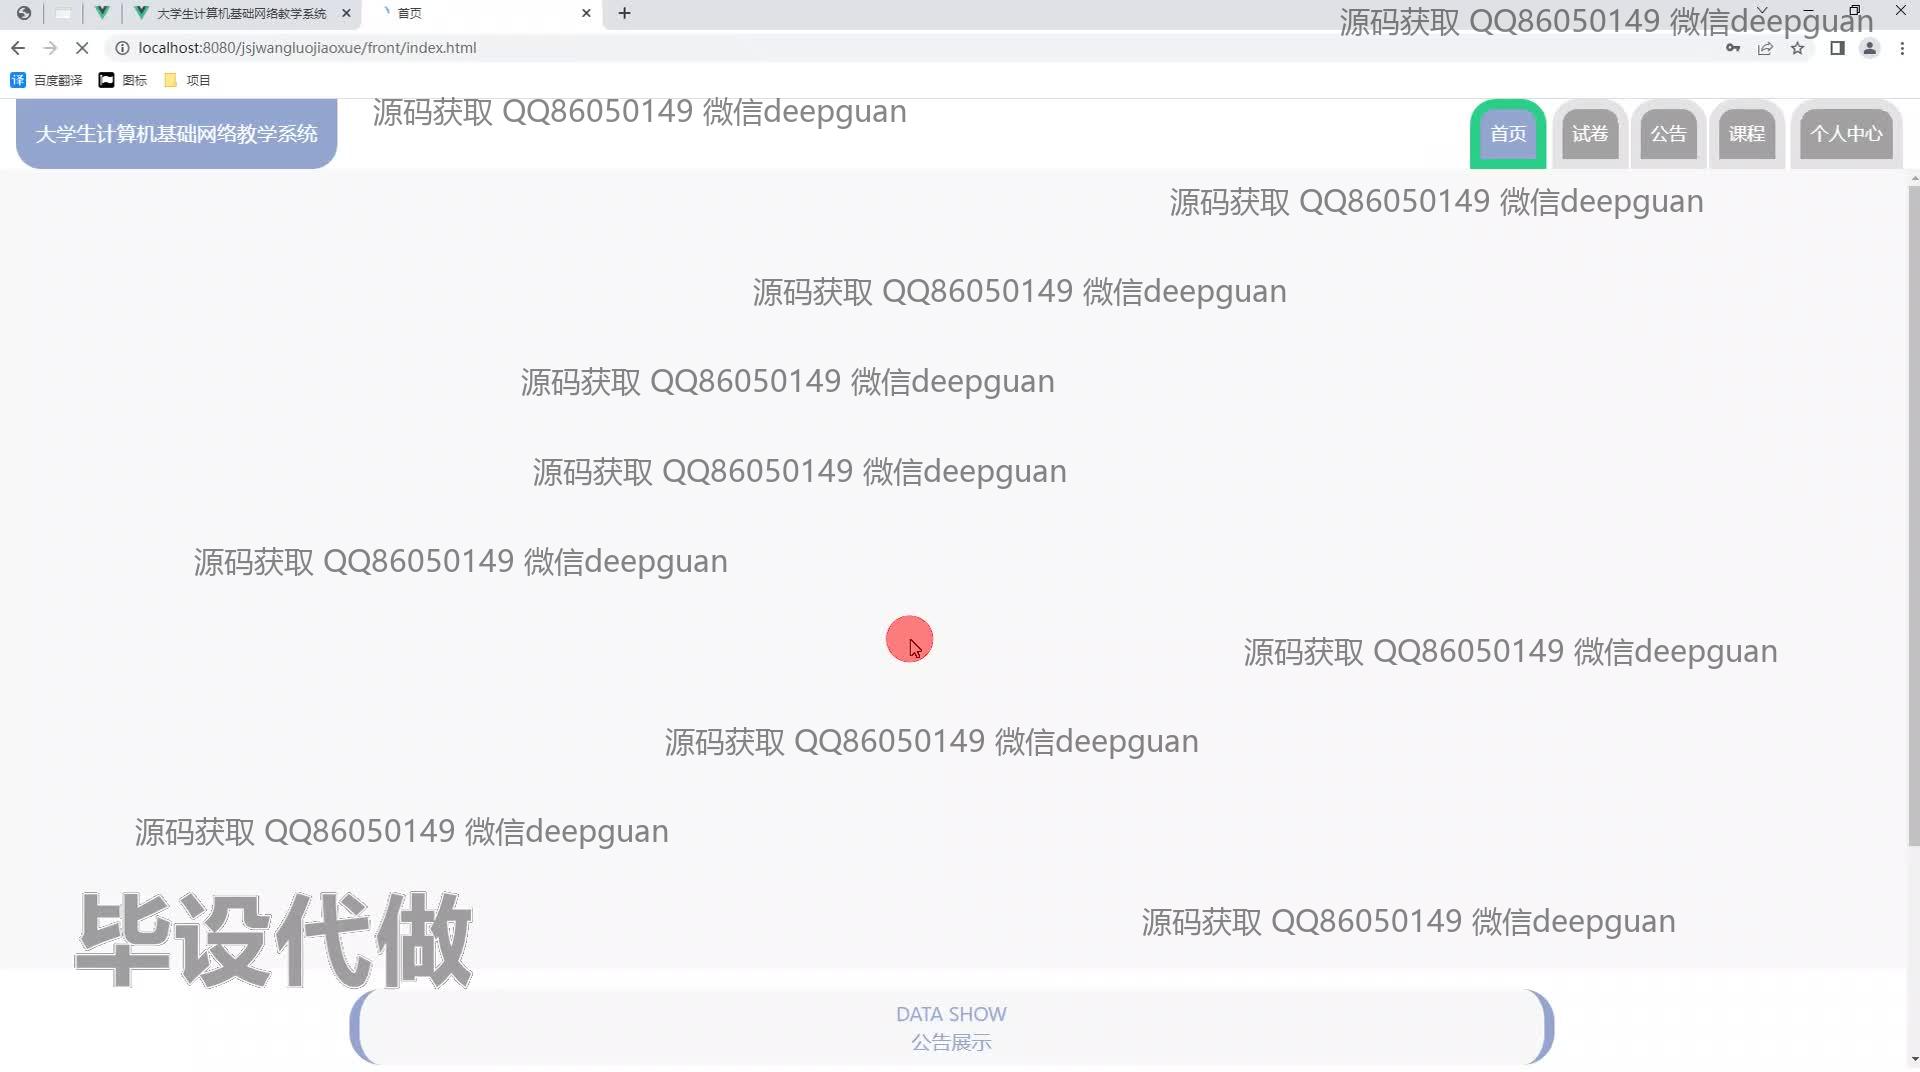 大学生计算机基础网络教学系统
首页
源码获取 QQ86050149 微信deepguan
localhost:8080/jsjwangluojiaoxue/front/index.html
译 百度翻译
图标
项目
大学生计算机基础网络教学系统
源码获取 QQ86050149 微信deepguan
首页
试卷
公告
课程
个人中心
源码获取 QQ86050149 微信deepguan
源码获取 QQ86050149 微信deepguan
源码获取 QQ86050149 微信deepguan
源码获取 QQ86050149 微信deepguan
源码获取 QQ86050149 微信deepguan
源码获取 QQ86050149 微信deepguan
源码获取 QQ86050149 微信deepguan
源码获取 QQ86050149 微信deepguan
源码获取 QQ86050149 微信deepguan
毕设代做
DATA SHOW
公告展示